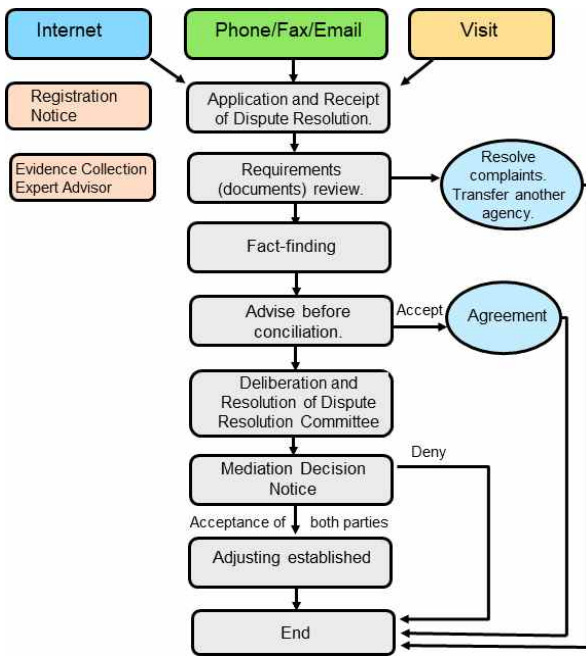 Internet
Phone/Fax/Email
Visit
Registration
Notice
Application and Receipt
of Dispute Resolution.
Evidence Collection
Expert Advisor
Requirements
(documents) review.
Resolve
complaints.
Transfer another
agency.
Fact-finding
Advise before
conciliation.
Accept
Agreement
Deliberation and
Resolution of Dispute
Resolution Committee
Deny
Mediation Decision
Notice
Acceptance of both parties
Adjusting established
End